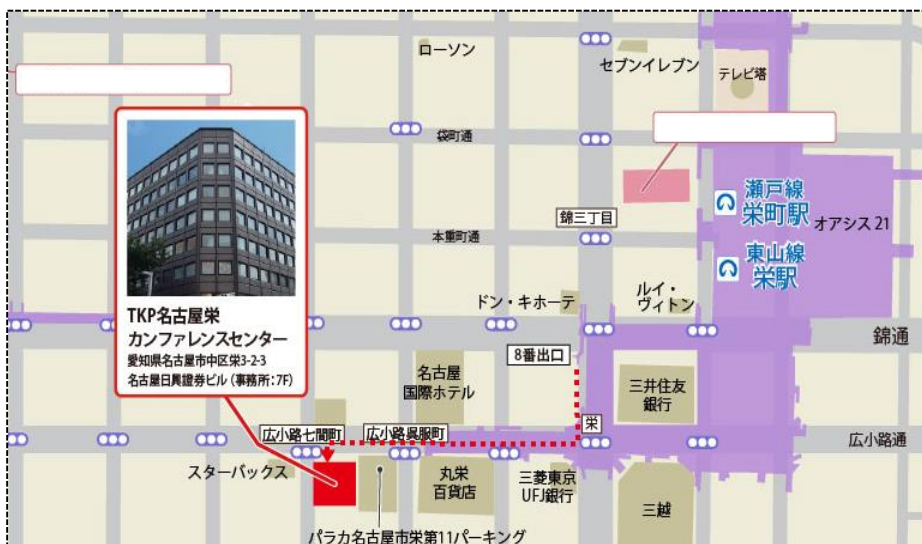 ローソン
セブンイレブン
テレビ塔
袋町通
瀬戸線
栄町駅
オアシス21
錦三丁目
本重町通
東山線
栄駅
ドン・キホーテ
ルイ・
ヴィトン
TKP名古屋栄
カンファレンスセンター
愛知県名古屋市中区栄3-2-3
名古屋日興證券ビル(事務所:7F)
錦通
8番出口
名古屋
国際ホテル
三井住友
銀行
広小路七間町
広小路呉服町
栄
広小路通
スターバックス
丸栄
百貨店
三菱東京
UFJ銀行
三越
パラカ名古屋市栄第11パーキング